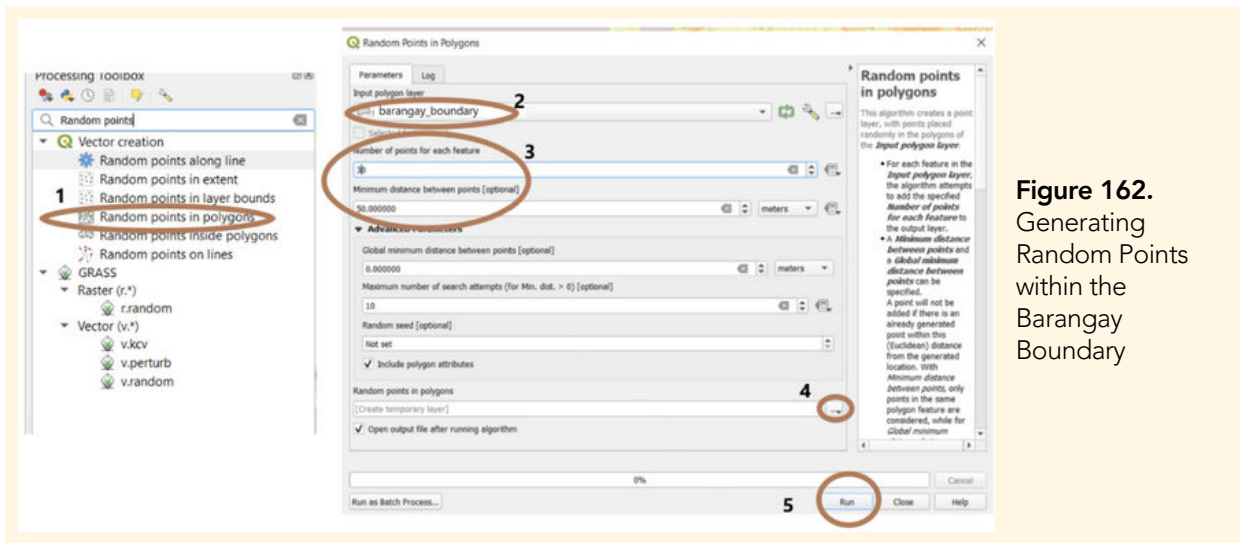 Processing Toolbox
Random points
Vector creation
Random points along line
Random points in extent
Random points in layer bounds
1
Random points in polygons
Random points inside polygons
Random points on lines
GRASS
Raster (r.*)
r.random
Vector (v.*)
v.kcv
v.perturb
v.random
Random Points in Polygons
Parameters
Log
Input polygon layer
barangay_boundary
2
Number of points for each feature
3
Minimum distance between points [optional]
50.000000
meters
Advanced Parameters
Global minimum distance between points [optional]
0.000000
meters
Maximum number of search attempts (for Min. dist. > 0) [optional]
10
Random seed [optional]
Not set
Include polygon attributes
Random points in polygons
4
[Create temporary layer]
Open output file after running algorithm
0%
Cancel
Run as Batch Process...
5
Run
Close
Help
Random points
in polygons
This algorithm creates a point
layer, with points placed
randomly in the polygons of
the Input polygon layer.
• For each feature in the
Input polygon layer,
the algorithm attempts
to add the specified
Number of points
for each feature to
the output layer.
• A Minimum distance
between points and
a Global minimum
distance between
points can be
specified.
A point will not be
added if there is an
already generated
point within this
(Euclidean) distance
from the generated
location. With
Minimum distance
between points, only
points in the same
polygon feature are
considered, while for
Global minimum
Figure 162.
Generating
Random Points
within the
Barangay
Boundary